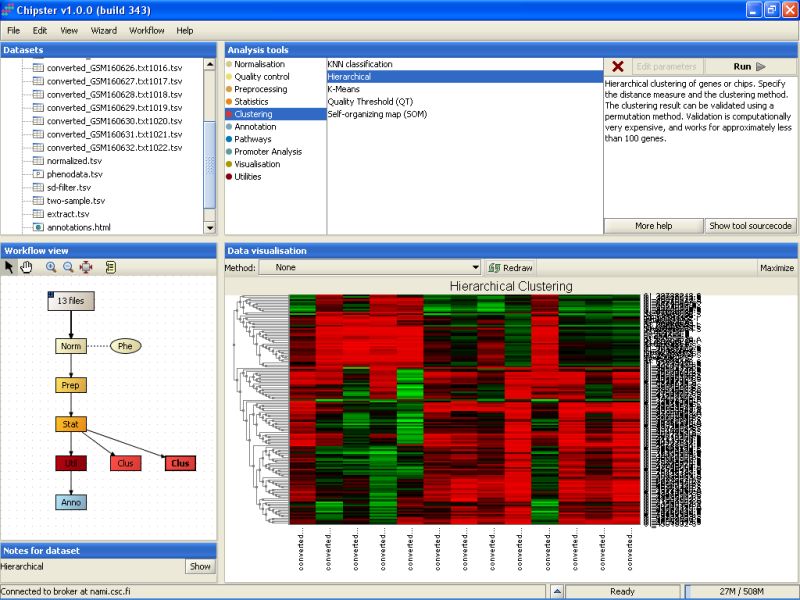 Chipster v1.0.0 (build 343)
File Edit View Wizard Workflow Help
Datasets
converted_GSM160626.txt1016.tsv
converted_GSM160627.txt1017.tsv
converted_GSM160628.txt1018.tsv
converted_GSM160629.txt1019.tsv
converted_GSM160630.txt1020.tsv
converted_GSM160631.txt1021.tsv
converted_GSM160632.txt1022.tsv
normalized.tsv
phenodata.tsv
sd-filter.tsv
two-sample.tsv
extract.tsv
annotations.html
Analysis tools
Normalisation
Quality control
Preprocessing
Statistics
Clustering
Annotation
Pathways
Promoter Analysis
Visualisation
Utilities
KNN classification
Hierarchical
K-Means
Quality Threshold (QT)
Self-organizing map (SOM)
Edit parameters
Run
Hierarchical clustering of genes or chips. Specify
the distance measure and the clustering method.
The clustering result can be validated using a
permutation method. Validation is computationally
very expensive, and works for approximately less
than 100 genes.
More help
Show tool sourcecode
Workflow view
13 files
Norm
Phe
Prep
Stat
Util
Clus
Clus
Anno
Notes for dataset
Hierarchical
Show
Data visualisation
Method: None
Redraw
Maximize
Hierarchical Clustering
converted...
converted...
converted...
converted...
converted...
converted...
converted...
converted...
converted...
converted...
converted...
converted...
converted...
Connected to broker at nami.csc.fi
Ready
27M / 508M